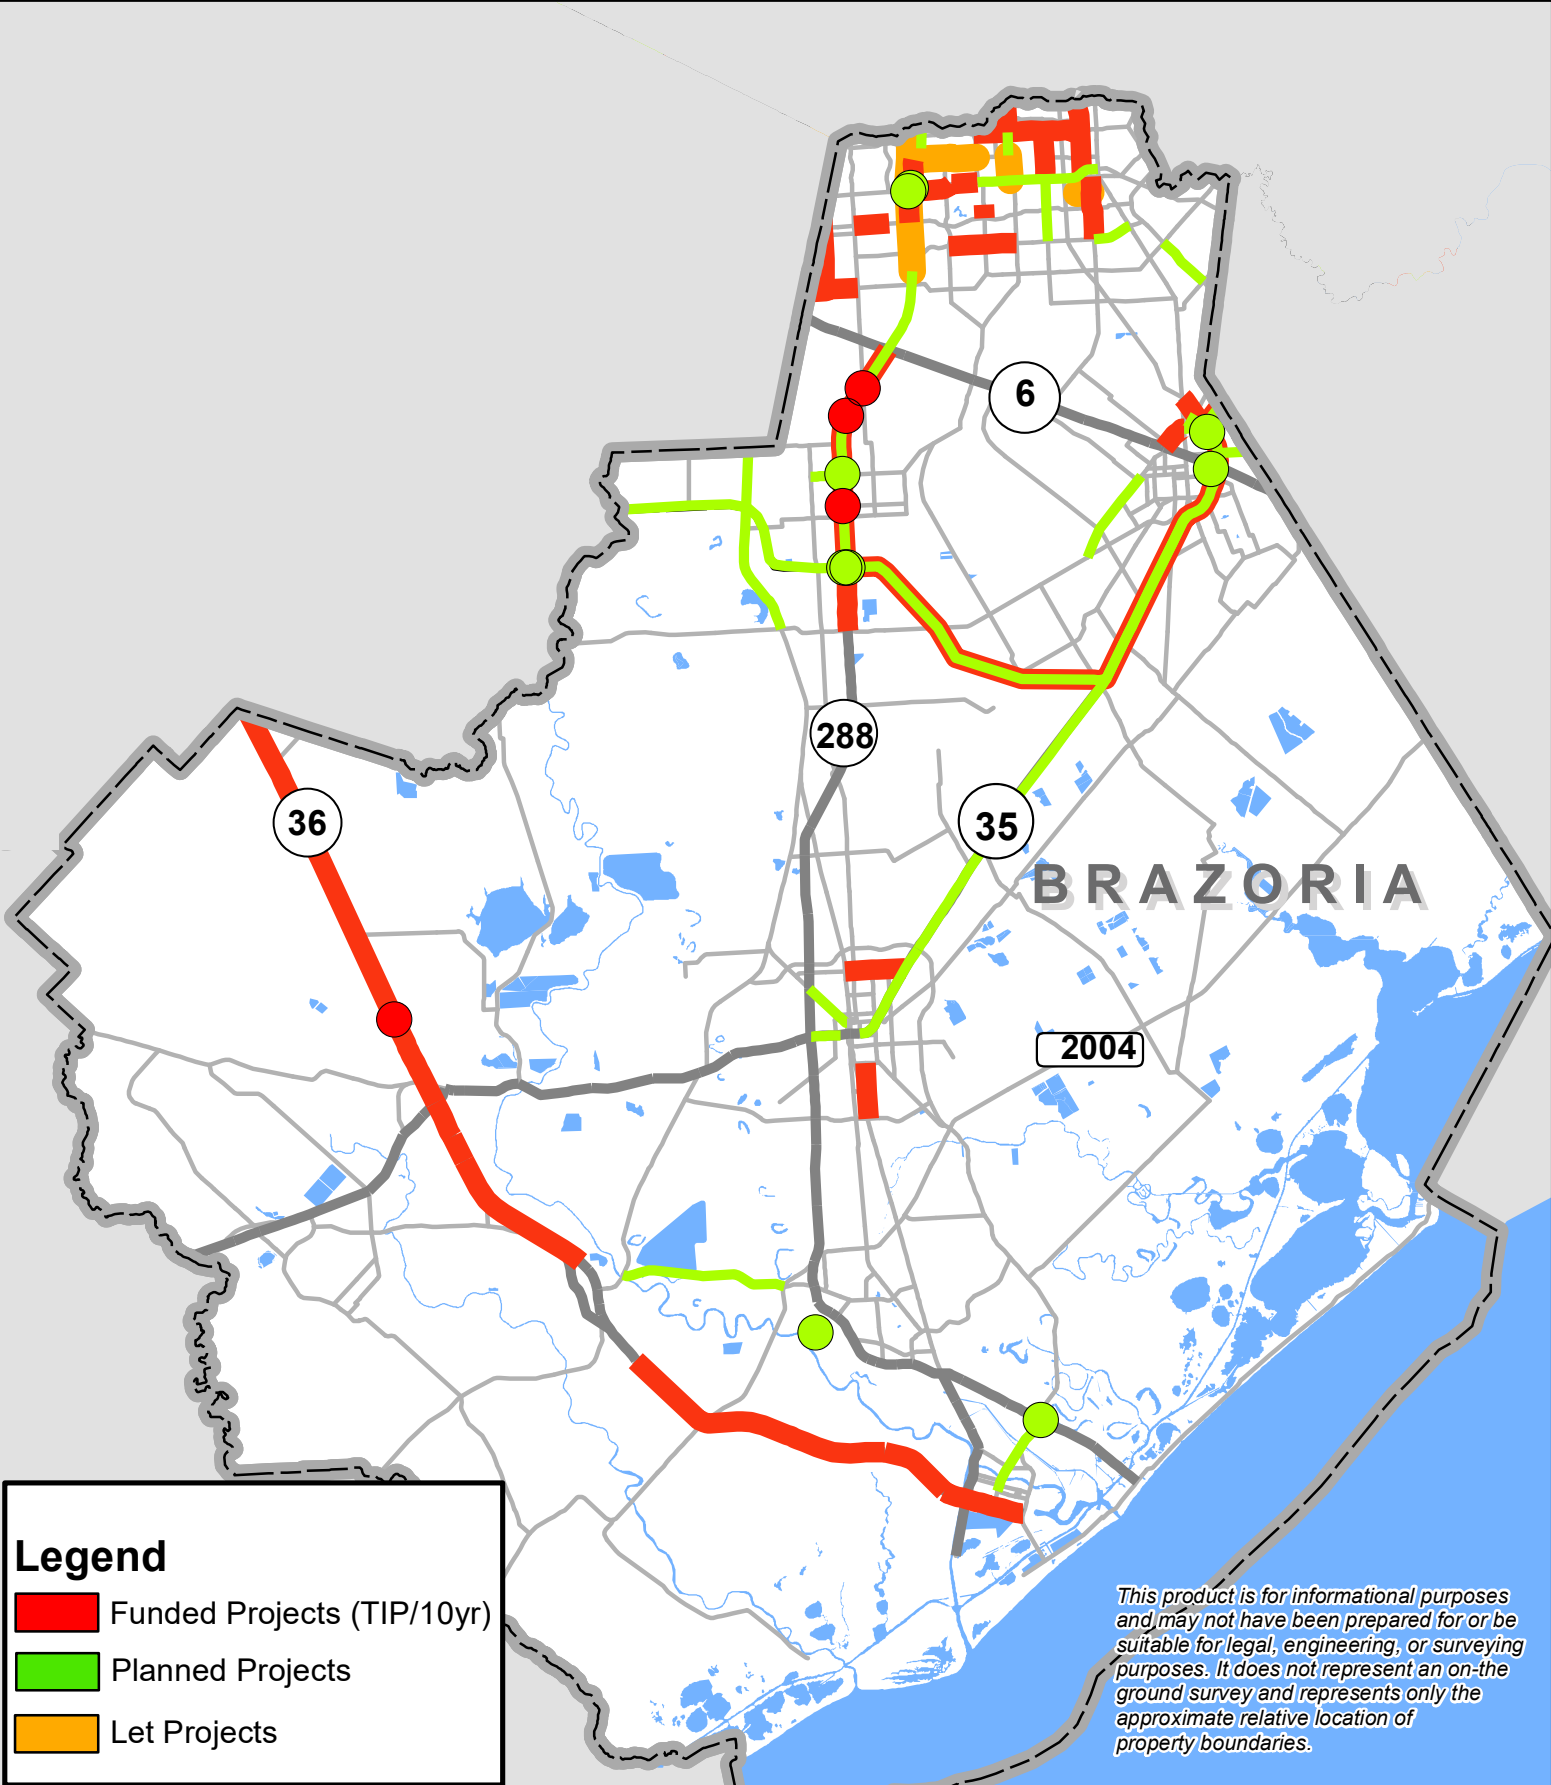 6
288
36
35
BRAZORIA
2004
Legend
Funded Projects (TIP/10yr)
Planned Projects
Let Projects
This product is for informational purposes
and may not have been prepared for or be
suitable for legal, engineering, or surveying
purposes. It does not represent an on-the
ground survey and represents only the
approximate relative location of
property boundaries.